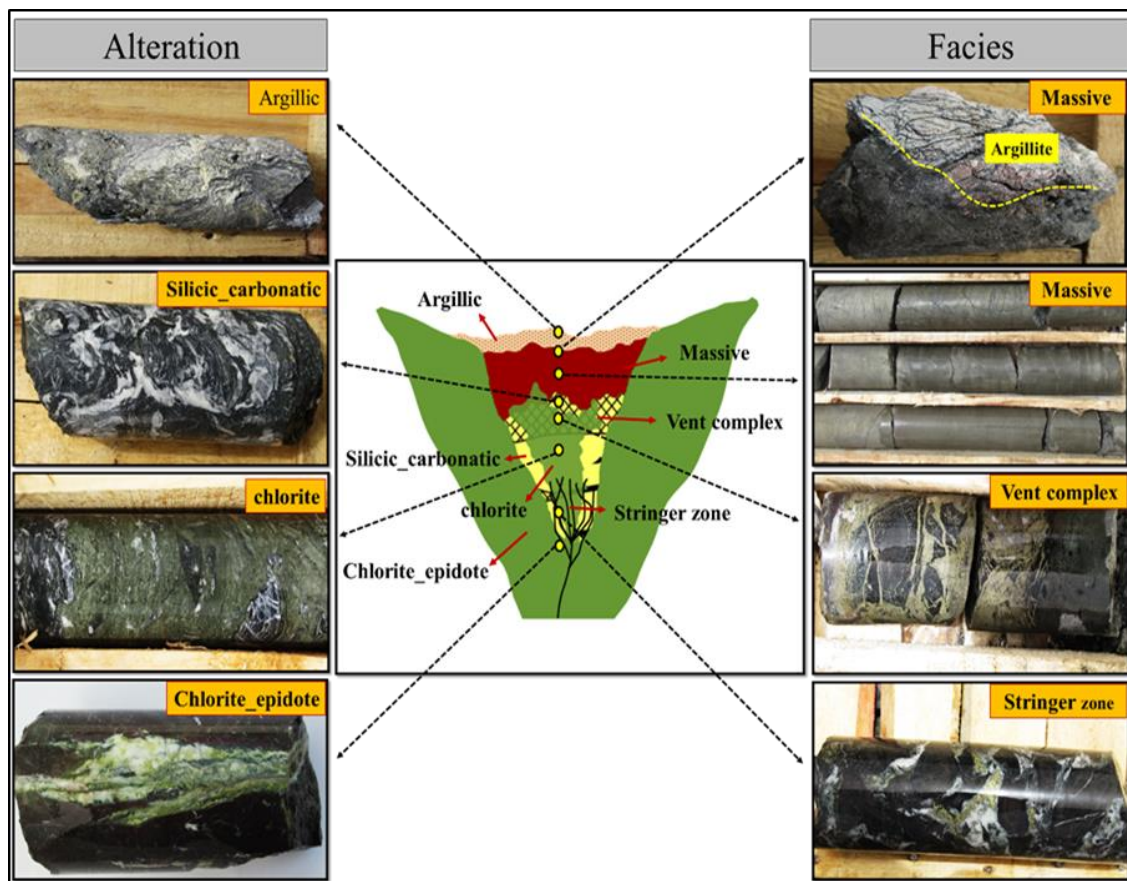 Alteration
Facies
Argillic
Massive
Argillite
Silicic_carbonatic
Massive
Argillic
Massive
Vent complex
Silicic_carbonatic
chlorite
Stringer zone
Chlorite_epidote
chlorite
Vent complex
Chlorite_epidote
Stringer zone